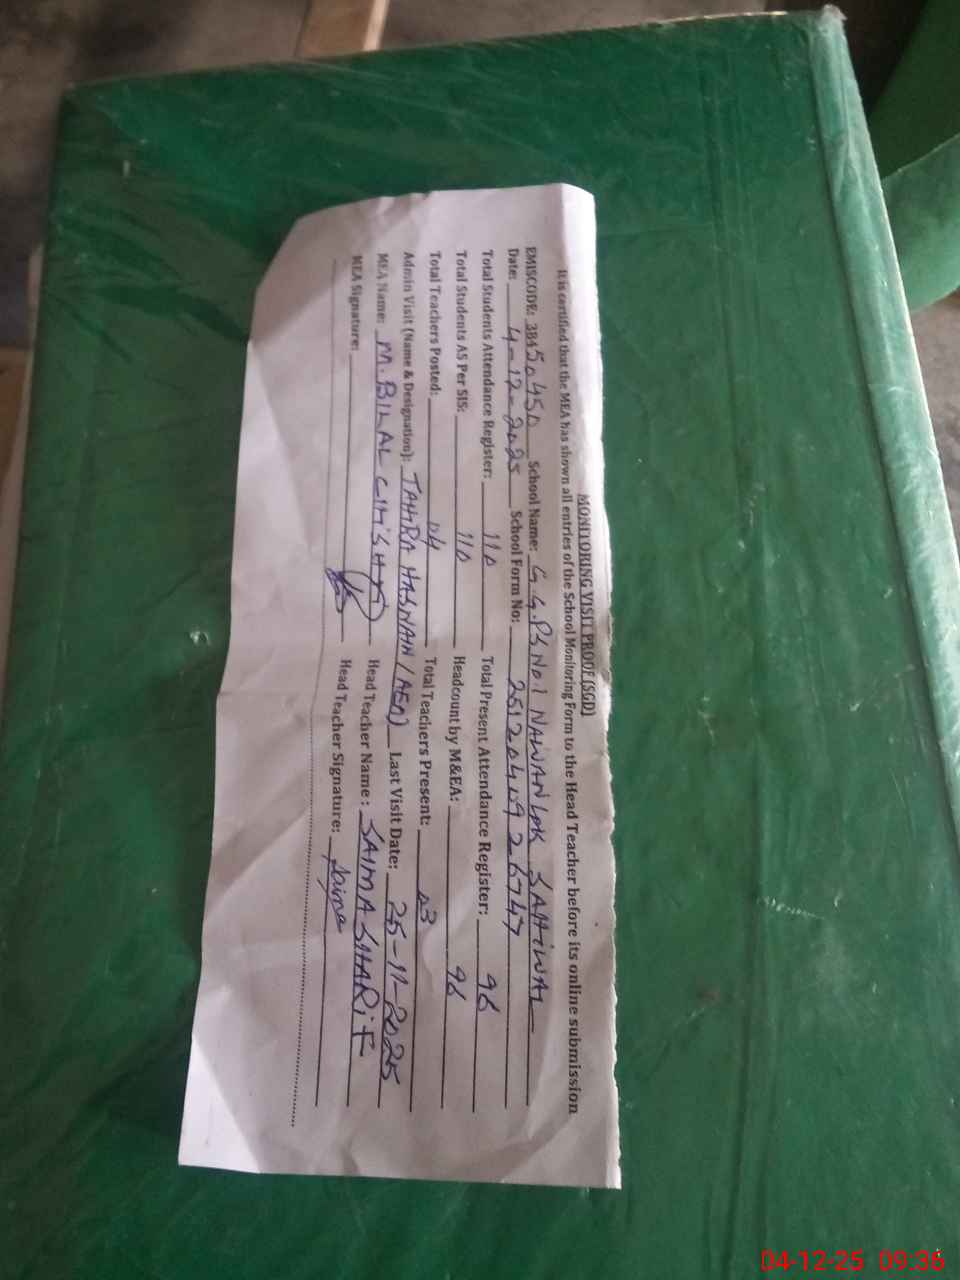 MONITORING VISIT PROOF (SGD)
It is certified that the MEA has shown all entries of the School Monitoring Form to the Head Teacher before its online submission
EMISCODE: 38450450 School Name: G.G.P.S No.1 NAWAN LOK SAHIWAL
Date: 4-12-2025 School Form No: 25120409 26747
Total Students Attendance Register: 110 Total Present Attendance Register: 96
Total Students AS Per SIS: 110 Headcount by M&EA: 96
Total Teachers Posted: 04 Total Teachers Present: 03
Admin Visit (Name & Designation): TAHIRA HASNAIN / AEO) Last Visit Date: 25-11-2025
MEA Name: M. BILAL Head Teacher Name: SAIMA SHARIF
MEA Signature: Head Teacher Signature: Saima
04-12-25 09:36